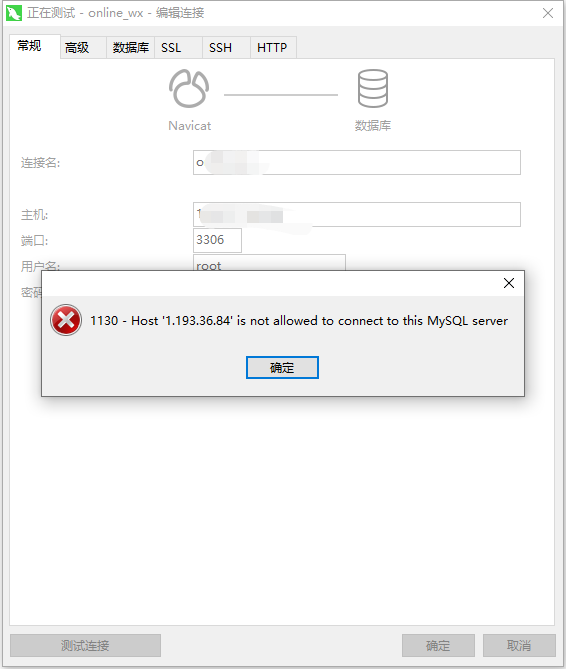 正在测试 - online_wx - 编辑连接
常规 高级 数据库 SSL SSH HTTP
Navicat 数据库
连接名: o
主机: 1
端口: 3306
用户名: root
密码
1130 - Host '1.193.36.84' is not allowed to connect to this MySQL server
确定
测试连接 确定 取消